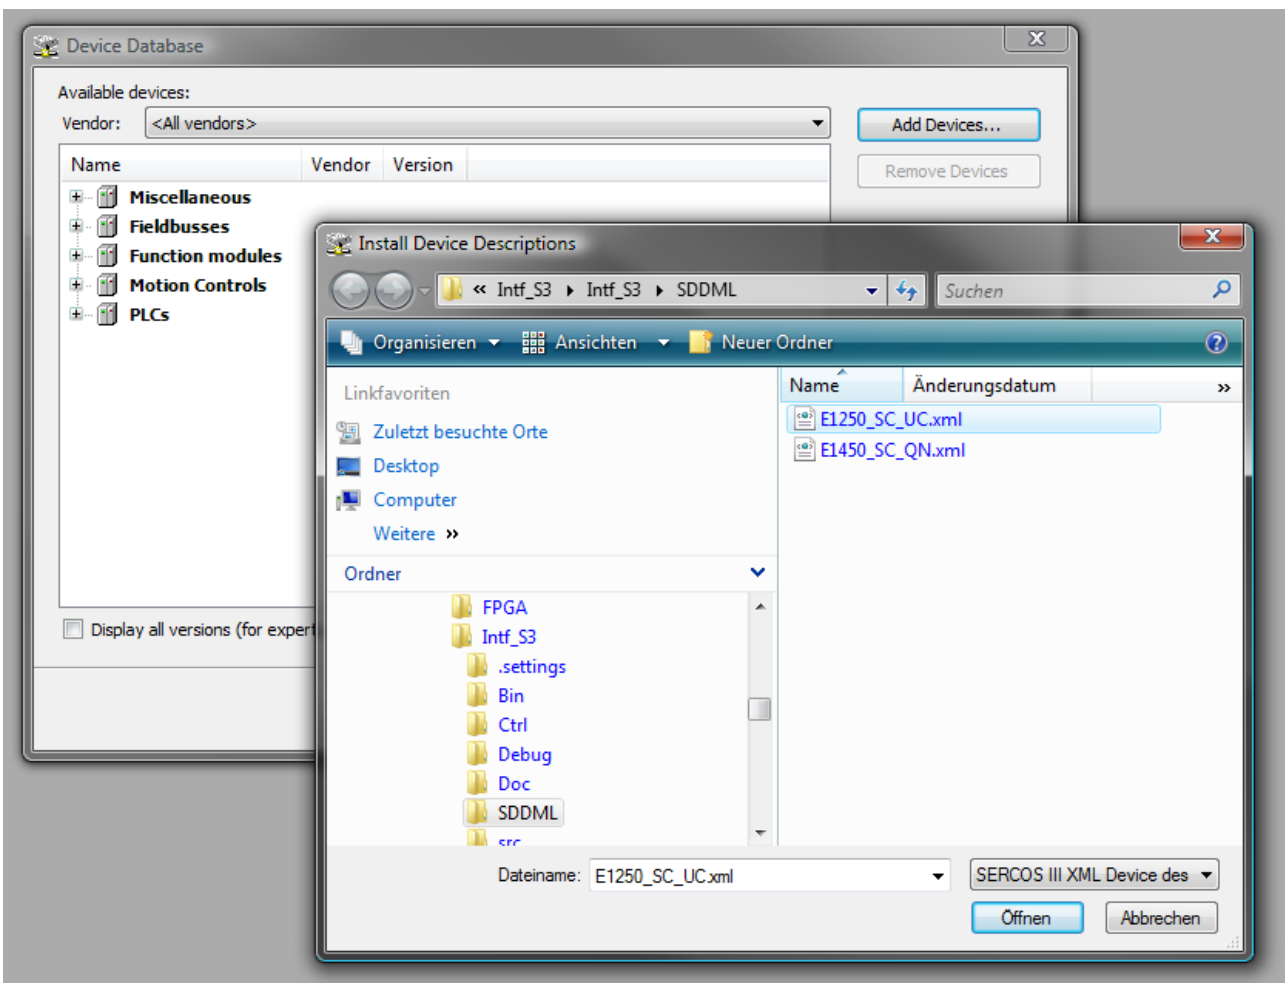 Device Database
Available devices:
Vendor: <All vendors>
Add Devices...
Remove Devices
Name Vendor Version
Miscellaneous
Fieldbusses
Function modules
Motion Controls
PLCs
Display all versions (for expert
Install Device Descriptions
« Intf_S3 ▸ Intf_S3 ▸ SDDML
Suchen
Organisieren Ansichten Neuer Ordner
Linkfavoriten
Zuletzt besuchte Orte
Desktop
Computer
Weitere »
Ordner
FPGA
Intf_S3
.settings
Bin
Ctrl
Debug
Doc
SDDML
src
Name Änderungsdatum »
E1250_SC_UC.xml
E1450_SC_QN.xml
Dateiname: E1250_SC_UC.xml
SERCOS III XML Device des
Öffnen Abbrechen